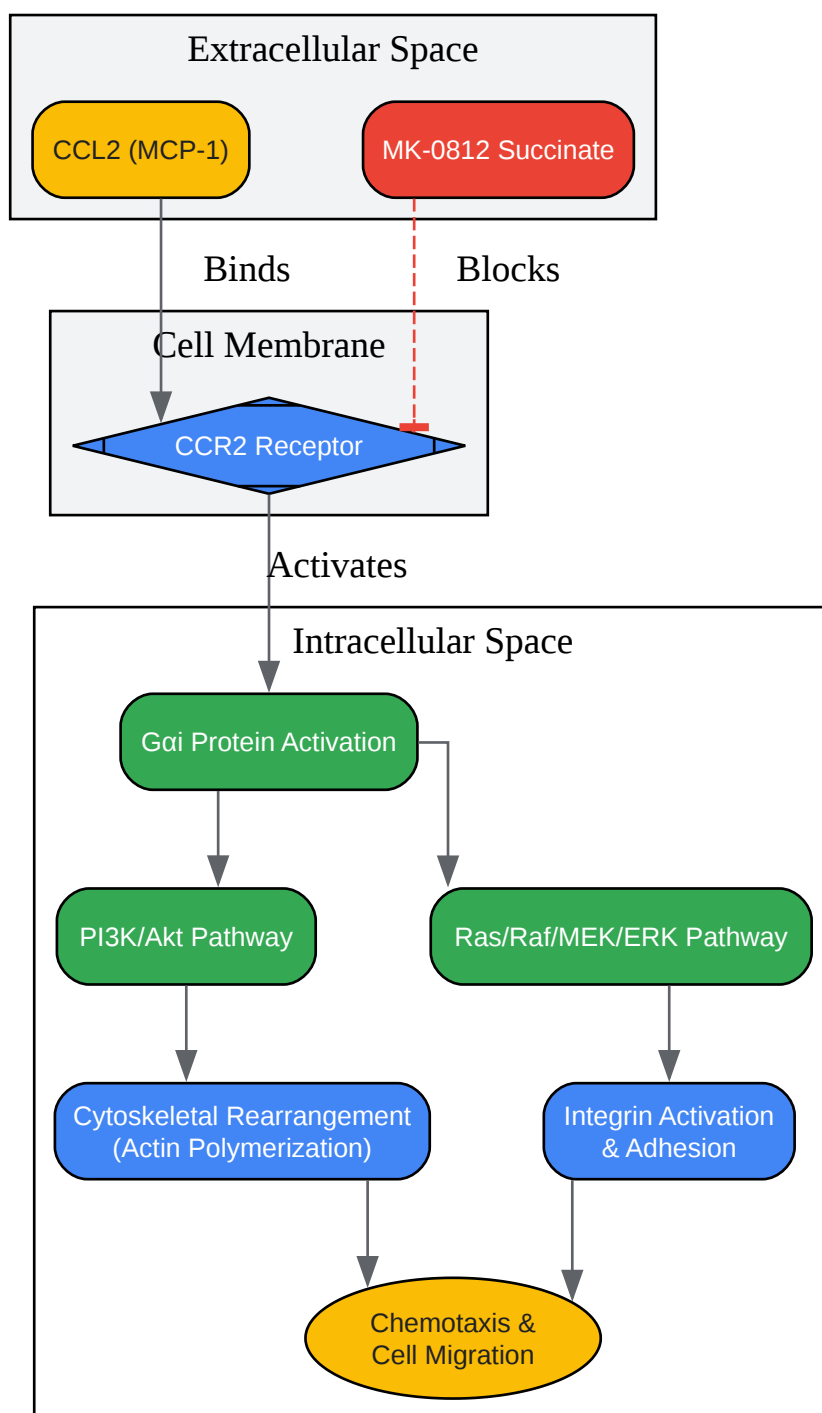 Extracellular Space
CCL2 (MCP-1)
MK-0812 Succinate
Binds
Blocks
Cell Membrane
CCR2 Receptor
Activates
Intracellular Space
Gαi Protein Activation
PI3K/Akt Pathway
Ras/Raf/MEK/ERK Pathway
Cytoskeletal Rearrangement
(Actin Polymerization)
Integrin Activation
& Adhesion
Chemotaxis &
Cell Migration